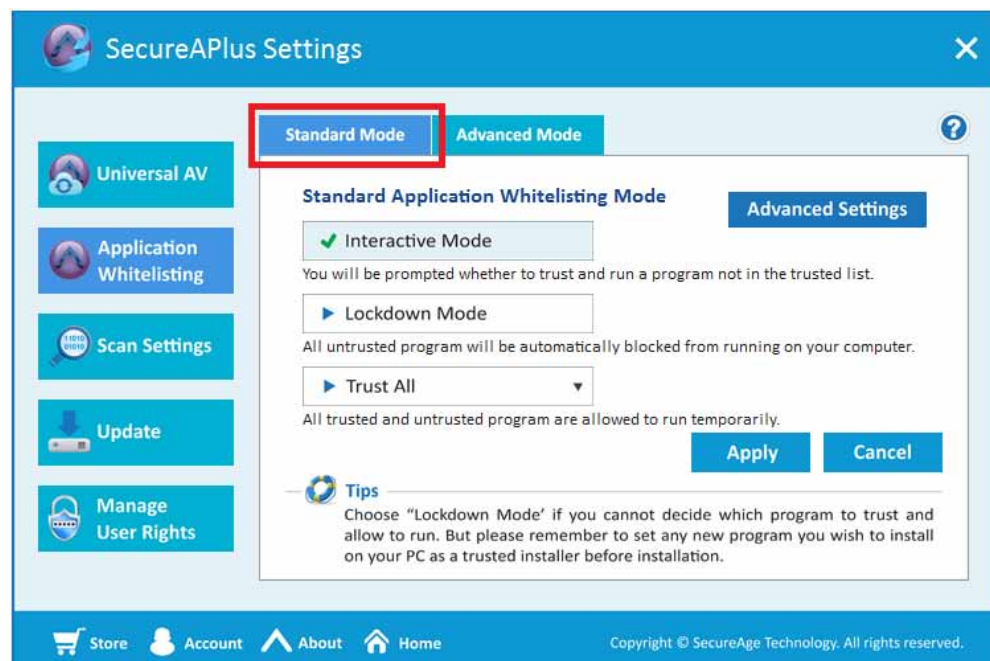 SecureAPlus Settings
Standard Mode
Advanced Mode
Universal AV
Application
Whitelisting
Scan Settings
Update
Manage
User Rights
Standard Application Whitelisting Mode
Advanced Settings
Interactive Mode
You will be prompted whether to trust and run a program not in the trusted list.
Lockdown Mode
All untrusted program will be automatically blocked from running on your computer.
Trust All
All trusted and untrusted program are allowed to run temporarily.
Apply
Cancel
Tips
Choose “Lockdown Mode‘ if you cannot decide which program to trust and
allow to run. But please remember to set any new program you wish to install
on your PC as a trusted installer before installation.
Store
Account
About
Home
Copyright © SecureAge Technology. All rights reserved.